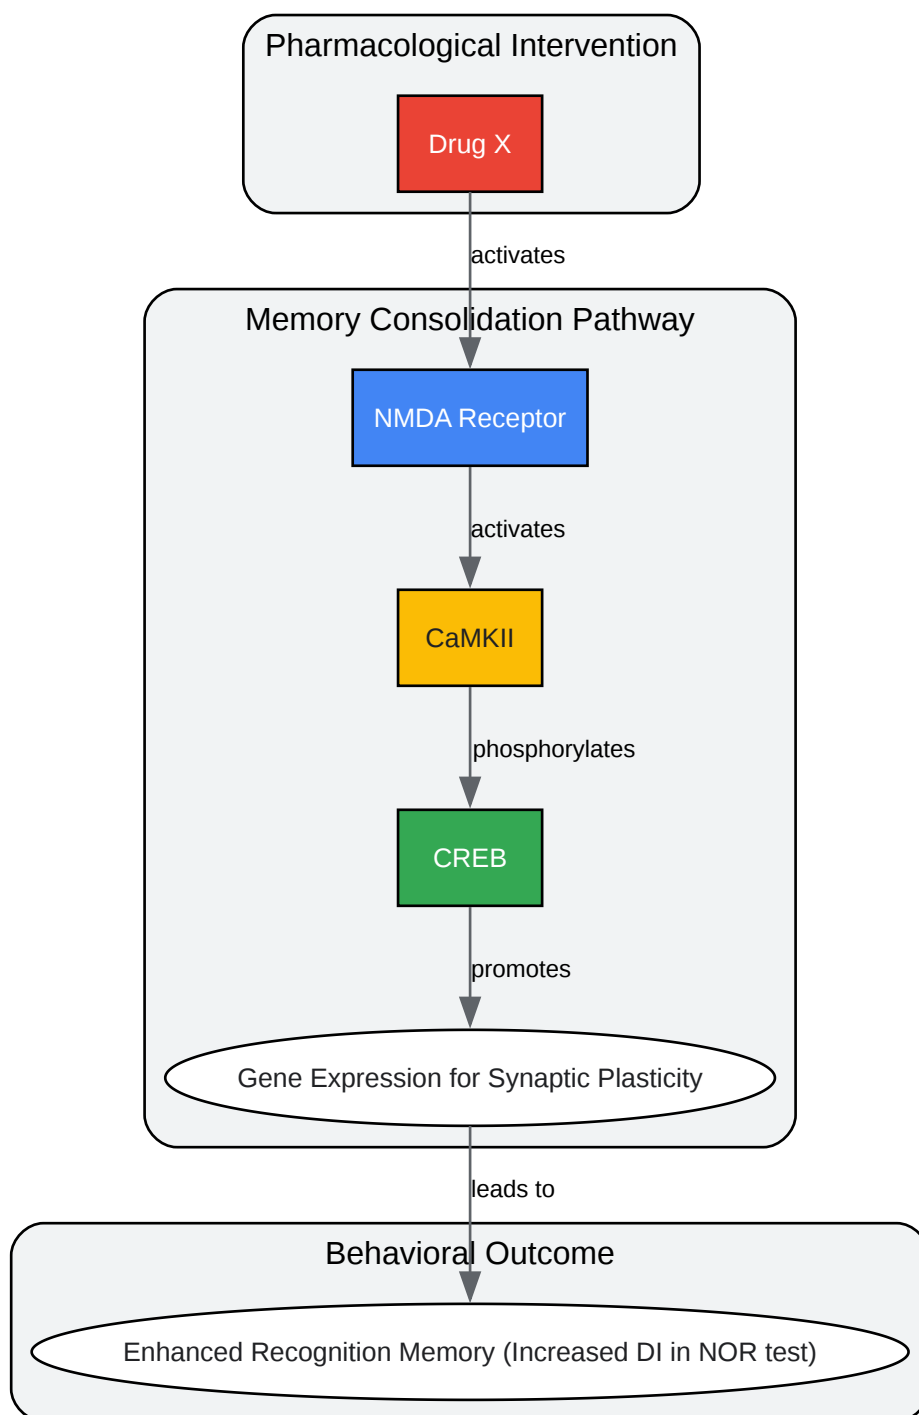 Pharmacological Intervention
Drug X
activates
Memory Consolidation Pathway
NMDA Receptor
activates
CaMKII
phosphorylates
CREB
promotes
Gene Expression for Synaptic Plasticity
leads to
Behavioral Outcome
Enhanced Recognition Memory (Increased DI in NOR test)